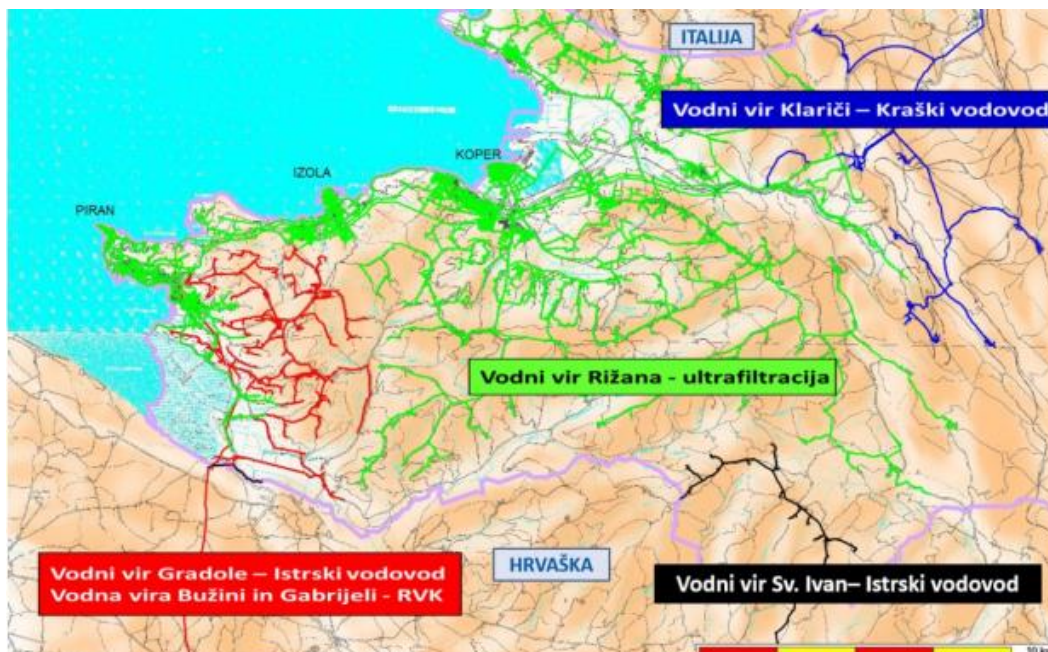 ITALIJA
Vodni vir Klariči – Kraški vodovod
KOPER
IZOLA
PIRAN
Vodni vir Rižana - ultrafiltracija
HRVAŠKA
Vodni vir Gradole – Istrski vodovod
Vodna vira Bužini in Gabrijeli - RVK
Vodni vir Sv. Ivan– Istrski vodovod